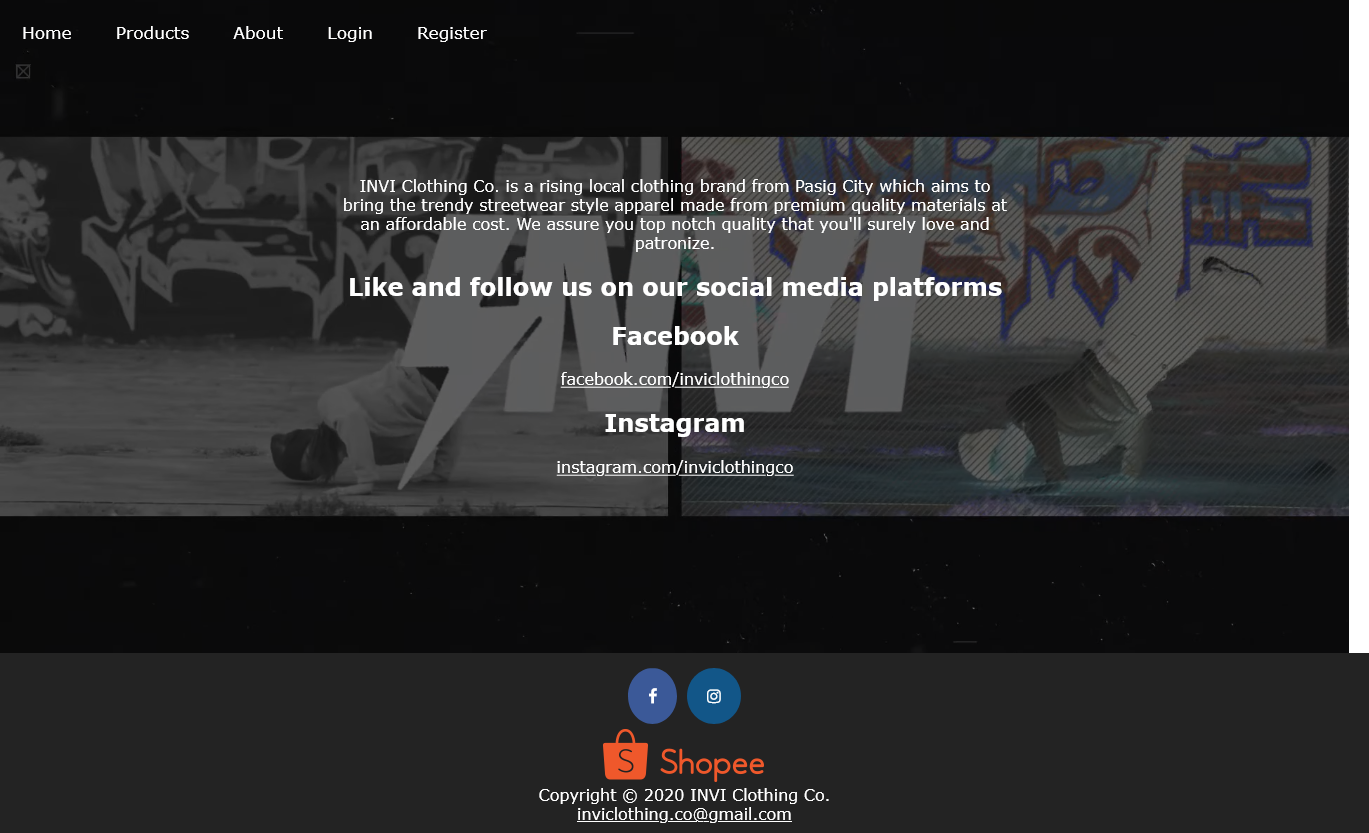 Home Products About Login Register
INVI Clothing Co. is a rising local clothing brand from Pasig City which aims to
bring the trendy streetwear style apparel made from premium quality materials at
an affordable cost. We assure you top notch quality that you'll surely love and
patronize.
INVI
Like and follow us on our social media platforms
Facebook
facebook.com/inviclothingco
Instagram
instagram.com/inviclothingco
f
S Shopee
Copyright © 2020 INVI Clothing Co.
inviclothing.co@gmail.com